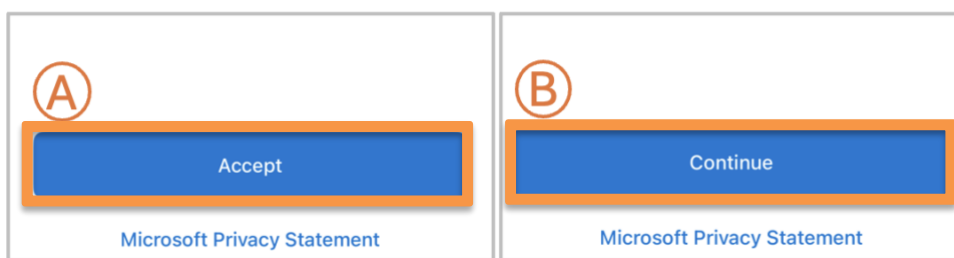 A
Accept
Microsoft Privacy Statement
B
Continue
Microsoft Privacy Statement